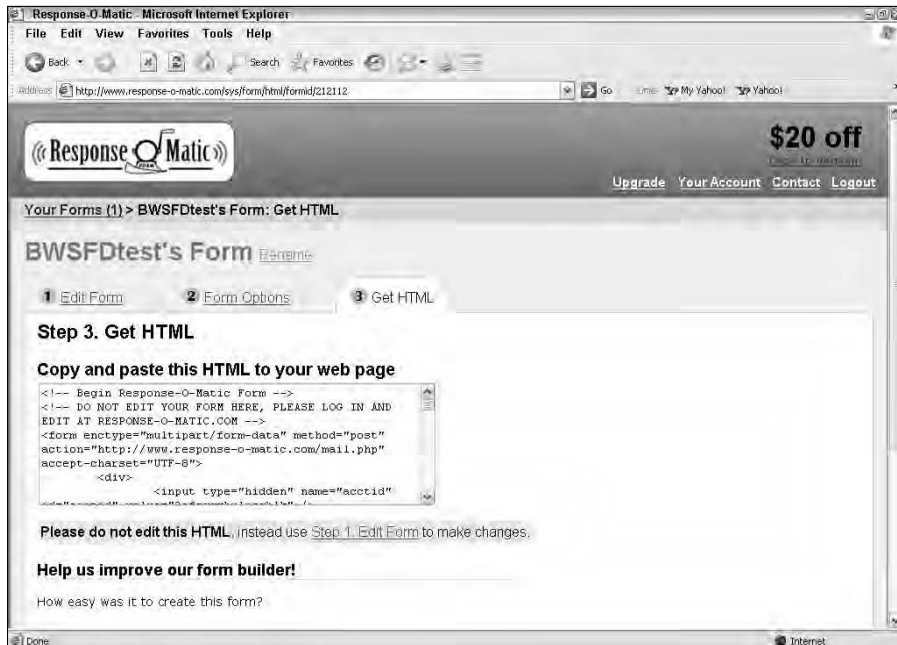 Response-O-Matic - Microsoft Internet Explorer
File Edit View Favorites Tools Help
Back Search Favorites
Address http://www.response-o-matic.com/sys/form/html/formid/212112 Go Links My Yahoo! Yahoo!
((Response O Matic))
$20 off
Upgrade Your Account Contact Logout
Your Forms (1) > BWSFDtest's Form: Get HTML
BWSFDtest's Form Rename
1 Edit Form 2 Form Options 3 Get HTML
Step 3. Get HTML
Copy and paste this HTML to your web page
<!-- Begin Response-O-Matic Form -->
<!-- DO NOT EDIT YOUR FORM HERE, PLEASE LOG IN AND
EDIT AT RESPONSE-O-MATIC.COM -->
<form enctype="multipart/form-data" method="post"
action="http://www.response-o-matic.com/mail.php"
accept-charset="UTF-8">
<div>
<input type="hidden" name="acctid"
Please do not edit this HTML, instead use Step 1. Edit Form to make changes.
Help us improve our form builder!
How easy was it to create this form?
Done Internet